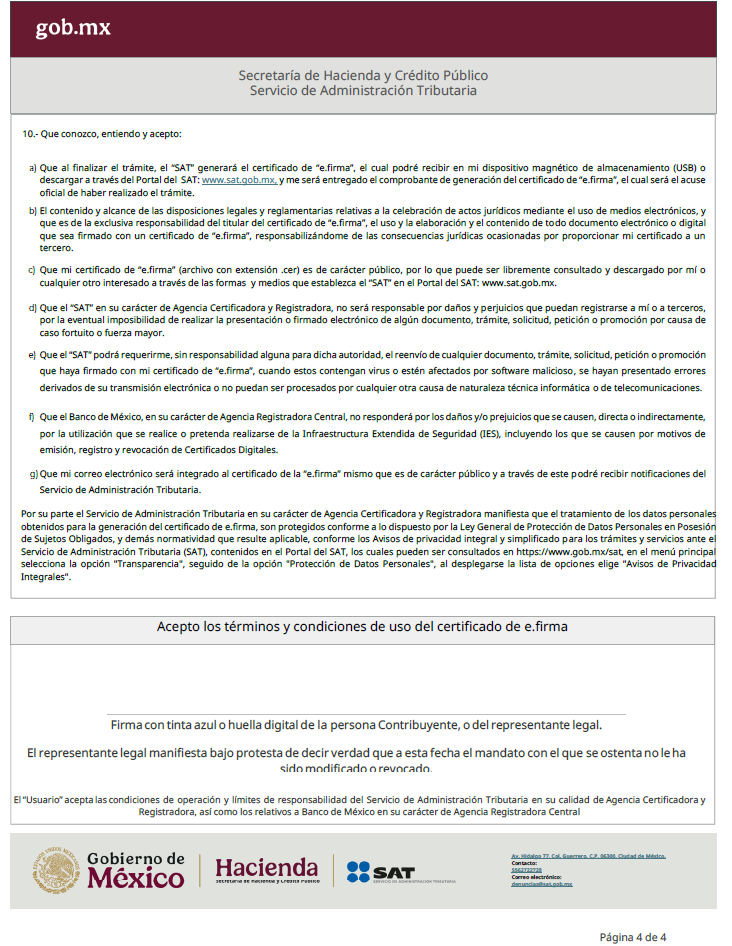 gob.mx
Secretaría de Hacienda y Crédito Público
Servicio de Administración Tributaria
10.- Que conozco, entiendo y acepto:
a) Que al finalizar el trámite, el “SAT” generará el certificado de “e.firma”, el cual podré recibir en mi dispositivo magnético de almacenamiento (USB) o
descargar a través del Portal del SAT: www.sat.gob.mx, y me será entregado el comprobante de generación del certificado de “e.firma”, el cual será el acuse
oficial de haber realizado el trámite.
b) El contenido y alcance de las disposiciones legales y reglamentarias relativas a la celebración de actos jurídicos mediante el uso de medios electrónicos, y
que es de la exclusiva responsabilidad del titular del certificado de “e.firma”, el uso y la elaboración y el contenido de todo documento electrónico o digital
que sea firmado con un certificado de “e.firma”, responsabilizándome de las consecuencias jurídicas ocasionadas por proporcionar mi certificado a un
tercero.
c) Que mi certificado de “e.firma” (archivo con extensión .cer) es de carácter público, por lo que puede ser libremente consultado y descargado por mí o
cualquier otro interesado a través de las formas y medios que establezca el “SAT” en el Portal del SAT: www.sat.gob.mx.
d) Que el “SAT” en su carácter de Agencia Certificadora y Registradora, no será responsable por daños y perjuicios que puedan registrarse a mí o a terceros,
por la eventual imposibilidad de realizar la presentación o firmado electrónico de algún documento, trámite, solicitud, petición o promoción por causa de
caso fortuito o fuerza mayor.
e) Que el “SAT” podrá requerirme, sin responsabilidad alguna para dicha autoridad, el reenvío de cualquier documento, trámite, solicitud, petición o promoción
que haya firmado con mi certificado de “e.firma”, cuando estos contengan virus o estén afectados por software malicioso, se hayan presentado errores
derivados de su transmisión electrónica o no puedan ser procesados por cualquier otra causa de naturaleza técnica informática o de telecomunicaciones.
f) Que el Banco de México, en su carácter de Agencia Registradora Central, no responderá por los daños y/o prejuicios que se causen, directa o indirectamente,
por la utilización que se realice o pretenda realizarse de la Infraestructura Extendida de Seguridad (IES), incluyendo los que se causen por motivos de
emisión, registro y revocación de Certificados Digitales.
g) Que mi correo electrónico será integrado al certificado de la “e.firma” mismo que es de carácter público y a través de este podré recibir notificaciones del
Servicio de Administración Tributaria.
Por su parte el Servicio de Administración Tributaria en su carácter de Agencia Certificadora y Registradora manifiesta que el tratamiento de los datos personales
obtenidos para la generación del certificado de e.firma, son protegidos conforme a lo dispuesto por la Ley General de Protección de Datos Personales en Posesión
de Sujetos Obligados, y demás normatividad que resulte aplicable, conforme los Avisos de privacidad integral y simplificado para los trámites y servicios ante el
Servicio de Administración Tributaria (SAT), contenidos en el Portal del SAT, los cuales pueden ser consultados en https://www.gob.mx/sat, en el menú principal
selecciona la opción "Transparencia", seguido de la opción "Protección de Datos Personales", al desplegarse la lista de opciones elige "Avisos de Privacidad
Integrales".
Acepto los términos y condiciones de uso del certificado de e.firma
Firma con tinta azul o huella digital de la persona Contribuyente, o del representante legal.
El representante legal manifiesta bajo protesta de decir verdad que a esta fecha el mandato con el que se ostenta no le ha
sido modificado o revocado.
El “Usuario” acepta las condiciones de operación y límites de responsabilidad del Servicio de Administración Tributaria en su calidad de Agencia Certificadora y
Registradora, así como los relativos a Banco de México en su carácter de Agencia Registradora Central
Gobierno de
México
Hacienda
Secretaría de Hacienda y Crédito Público
SAT
SERVICIO DE ADMINISTRACIÓN TRIBUTARIA
Av. Hidalgo 77, Col. Guerrero, C.P. 06300, Ciudad de México.
Contacto:
5562722728
Correo electrónico:
denuncias@sat.gob.mx
Página 4 de 4